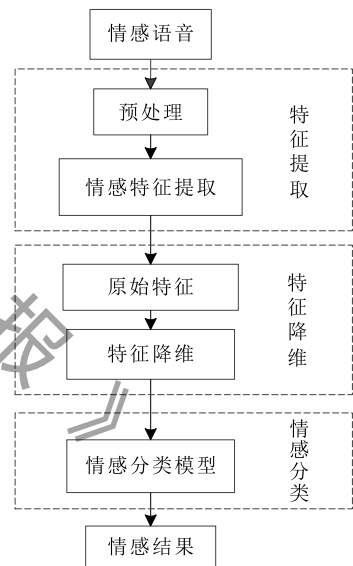 情感语音
预处理
情感特征提取
特征提取
原始特征
特征降维
特征降维
情感分类模型
情感分类
情感结果
报》